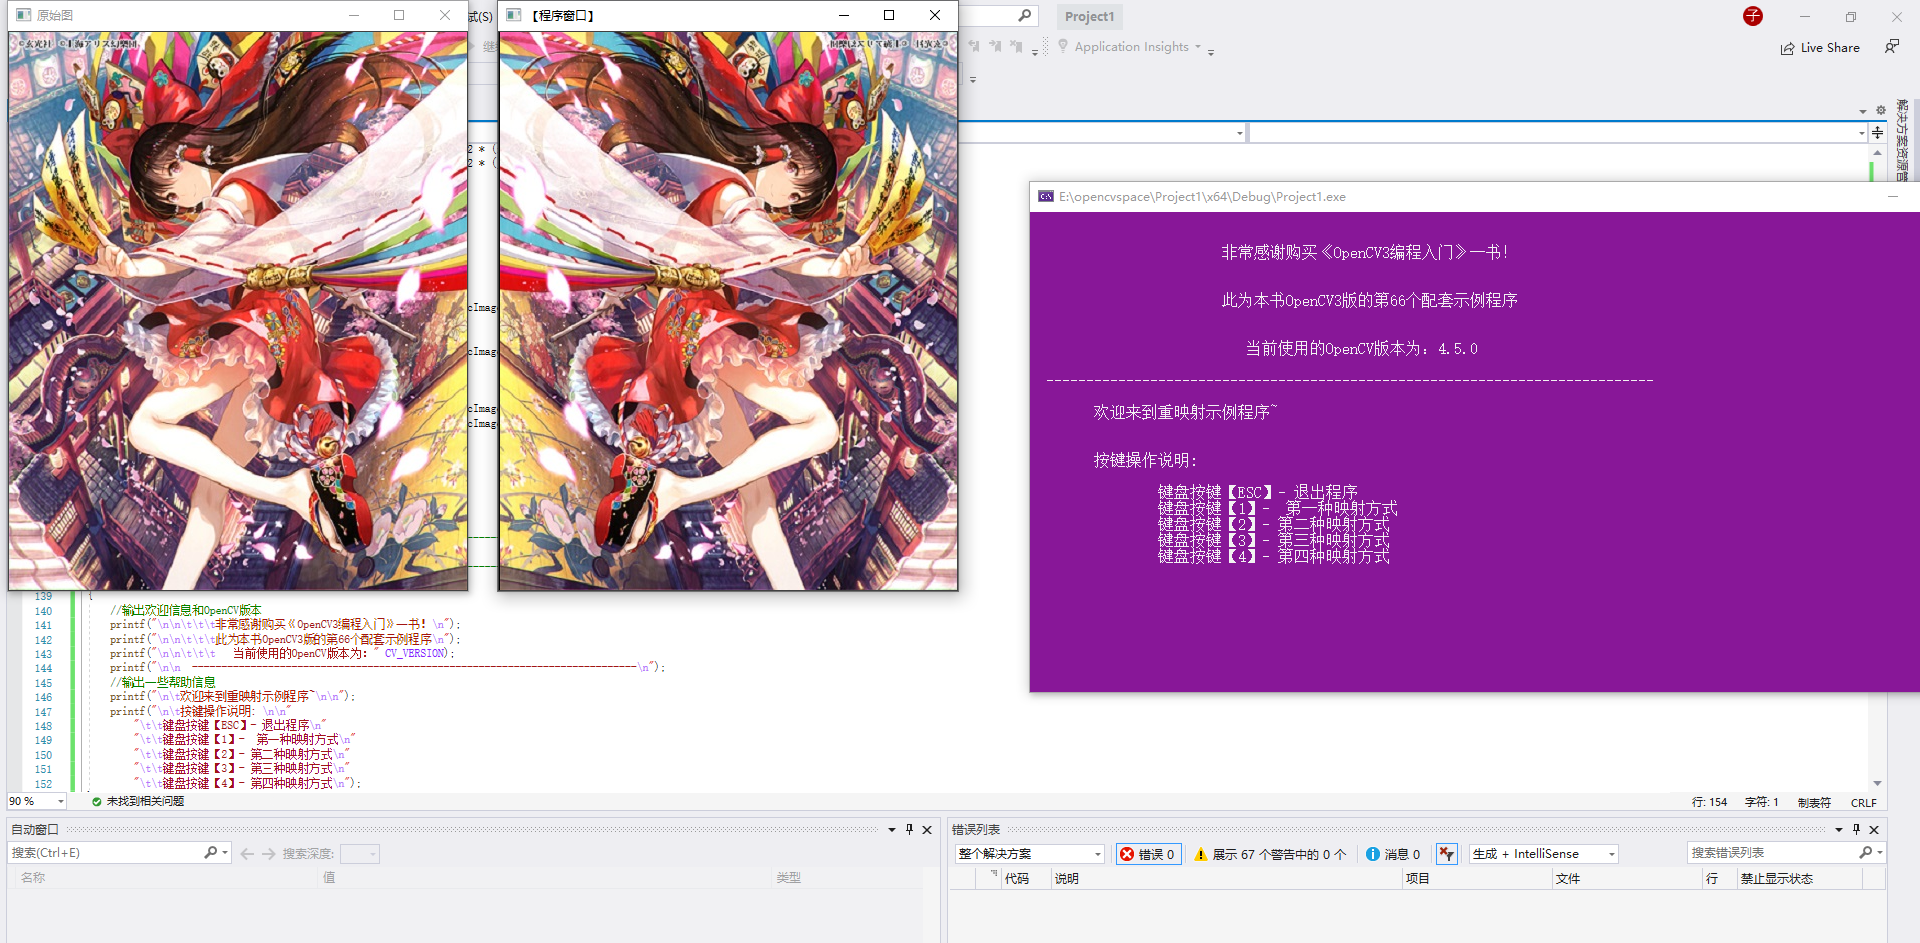 原始图
【程序窗口】
试(S)
Project1
子
继续
Application Insights
Live Share
解决方案资源管
2 * (
2 * (
cImag
cImag
cImag
cImag
E:\opencvspace\Project1\x64\Debug\Project1.exe
非常感谢购买《OpenCV3编程入门》一书!
此为本书OpenCV3版的第66个配套示例程序
当前使用的OpenCV版本为: 4.5.0
----------------------------------------------------------------------------
欢迎来到重映射示例程序~
按键操作说明:
键盘按键【ESC】- 退出程序
键盘按键【1】-  第一种映射方式
键盘按键【2】- 第二种映射方式
键盘按键【3】- 第三种映射方式
键盘按键【4】- 第四种映射方式
139 {
140 //输出欢迎信息和OpenCV版本
141 printf("\n\n\t\t\t非常感谢购买《OpenCV3编程入门》一书! \n");
142 printf("\n\n\t\t\t此为本书OpenCV3版的第66个配套示例程序\n");
143 printf("\n\n\t\t\t   当前使用的OpenCV版本为: " CV_VERSION);
144 printf("\n\n  ----------------------------------------------------------------------------\n");
145 //输出一些帮助信息
146 printf("\n\t欢迎来到重映射示例程序~\n\n");
147 printf("\n\t按键操作说明: \n\n"
148 "\t\t键盘按键【ESC】- 退出程序\n"
149 "\t\t键盘按键【1】-  第一种映射方式\n"
150 "\t\t键盘按键【2】- 第二种映射方式\n"
151 "\t\t键盘按键【3】- 第三种映射方式\n"
152 "\t\t键盘按键【4】- 第四种映射方式\n");
90 %
未找到相关问题
行: 154 字符: 1 制表符 CRLF
自动窗口
搜索(Ctrl+E) 搜索深度:
名称 值 类型
错误列表
整个解决方案 错误 0 展示 67 个警告中的 0 个 消息 0 生成 + IntelliSense 搜索错误列表
代码 说明 项目 文件 行 禁止显示状态